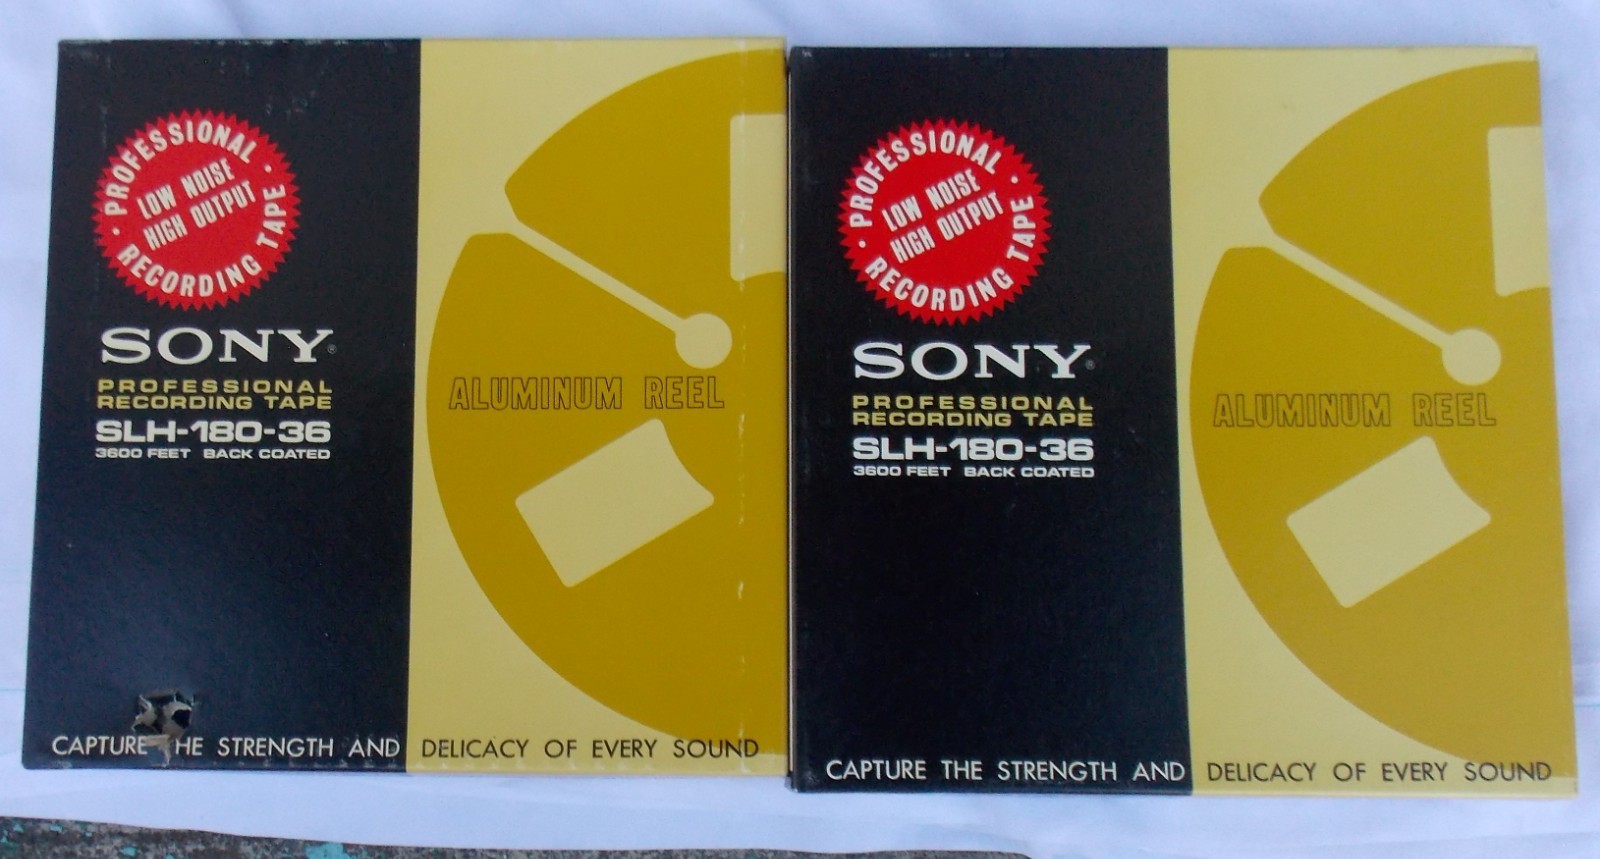 · PROFESSIONAL ·
LOW NOISE
HIGH OUTPUT
RECORDING TAPE
SONY®
PROFESSIONAL
RECORDING TAPE
SLH-180-36
3600 FEET BACK COATED
ALUMINUM REEL
CAPTURE HE STRENGTH AND DELICACY OF EVERY SOUND
· PROFESSIONAL ·
LOW NOISE
HIGH OUTPUT
RECORDING TAPE
SONY®
PROFESSIONAL
RECORDING TAPE
SLH-180-36
3600 FEET BACK COATED
ALUMINUM REEL
CAPTURE THE STRENGTH AND DELICACY OF EVERY SOUND